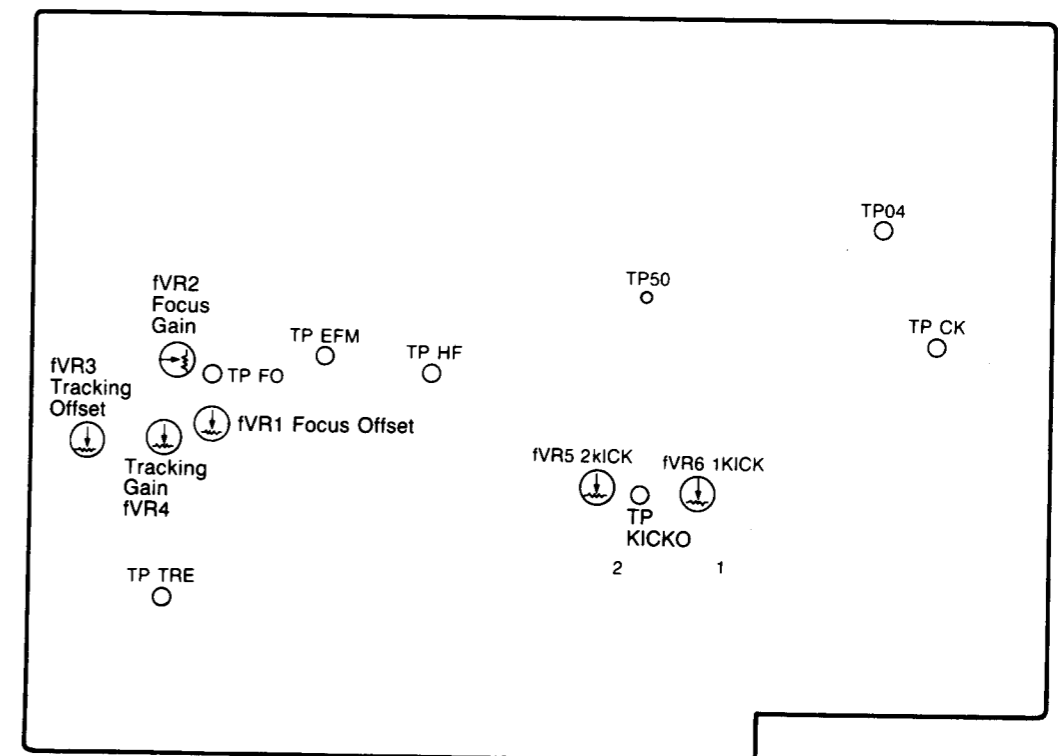 TP04
TP50
fVR2
Focus
Gain
TP EFM
TP HF
TP CK
fVR3
Tracking
Offset
TP FO
fVR1 Focus Offset
Tracking
Gain
fVR4
fVR5 2kICK
fVR6 1KICK
TP
KICKO
2 1
TP TRE